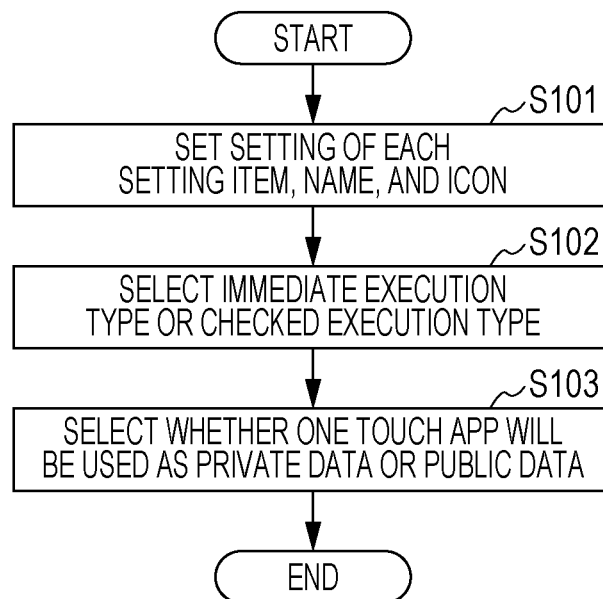 START
S101
SET SETTING OF EACH
SETTING ITEM, NAME, AND ICON
S102
SELECT IMMEDIATE EXECUTION
TYPE OR CHECKED EXECUTION TYPE
S103
SELECT WHETHER ONE TOUCH APP WILL
BE USED AS PRIVATE DATA OR PUBLIC DATA
END